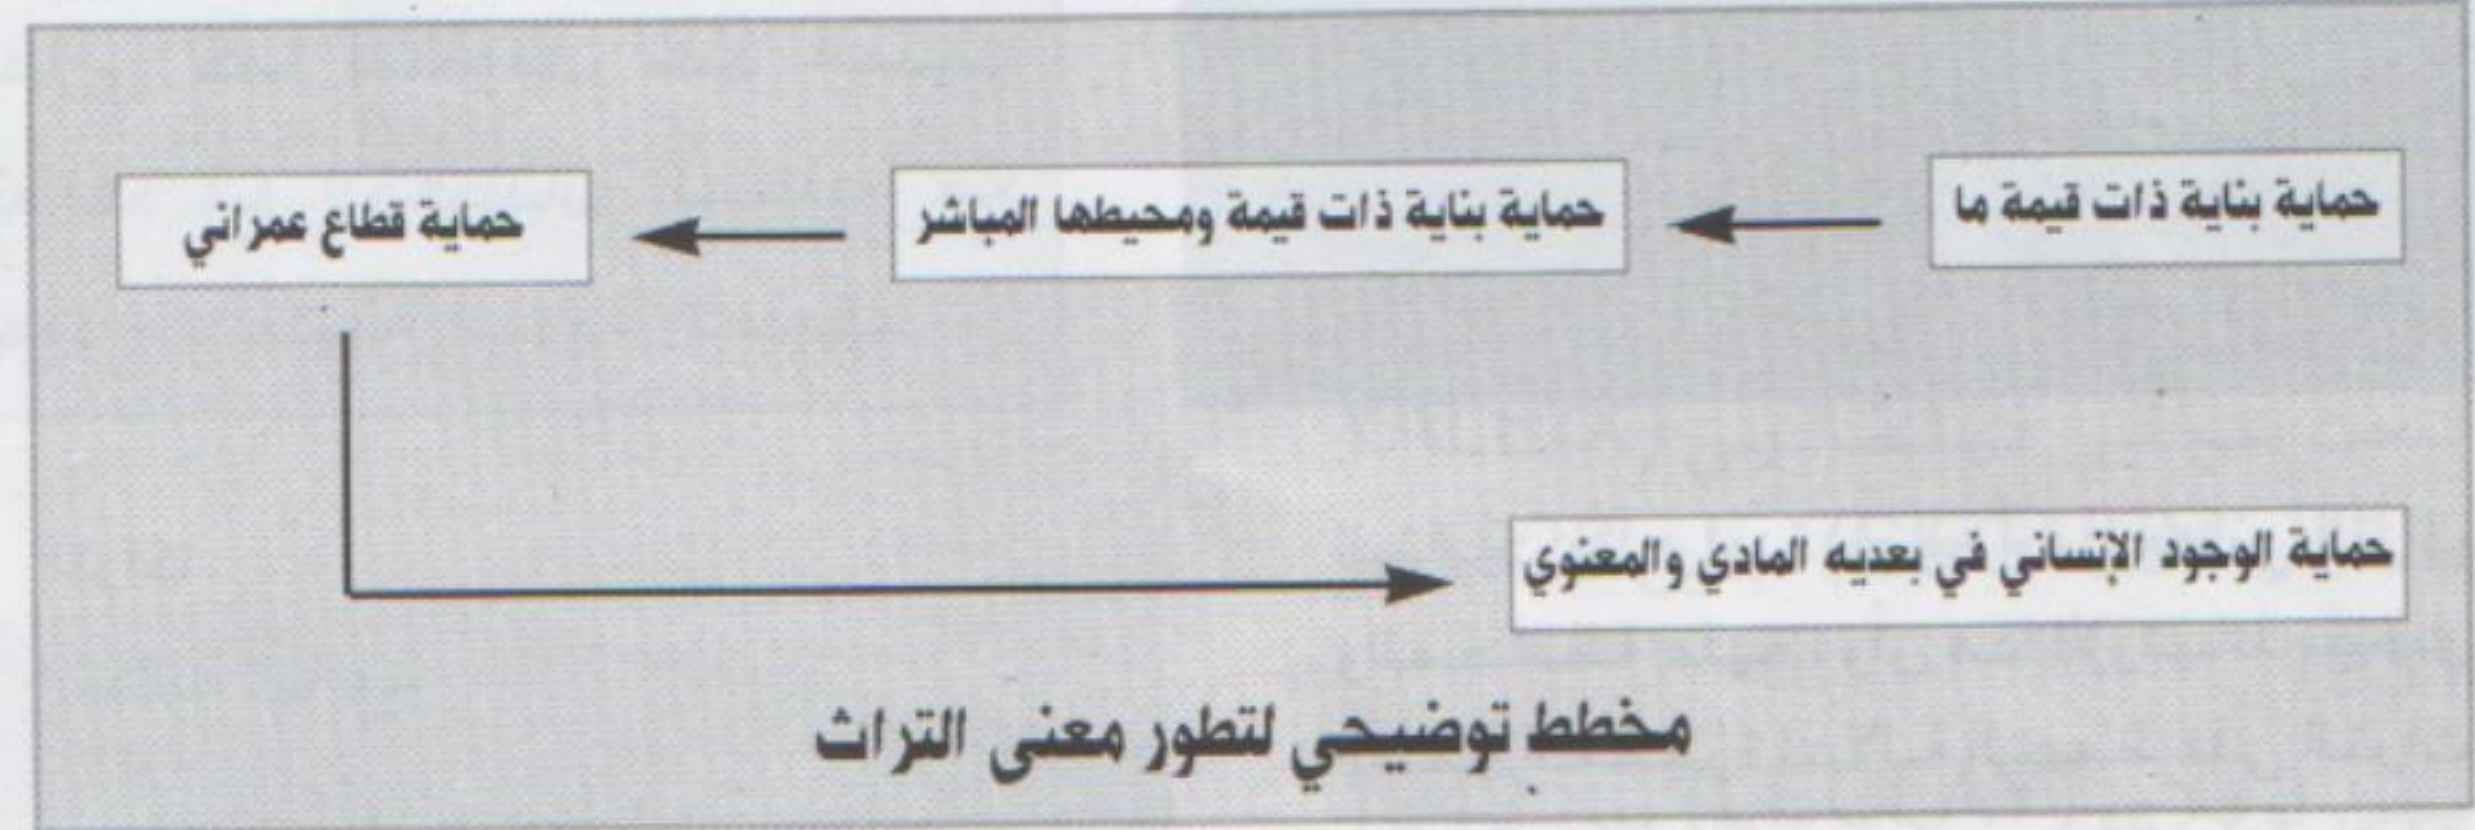 حماية بناية ذات قيمة ما
حماية بناية ذات قيمة ومحيطها المباشر
حماية قطاع عمراني
حماية الوجود الإنساني في بعديه المادي والمعنوي
مخطط توضيحي لتطور معنى التراث